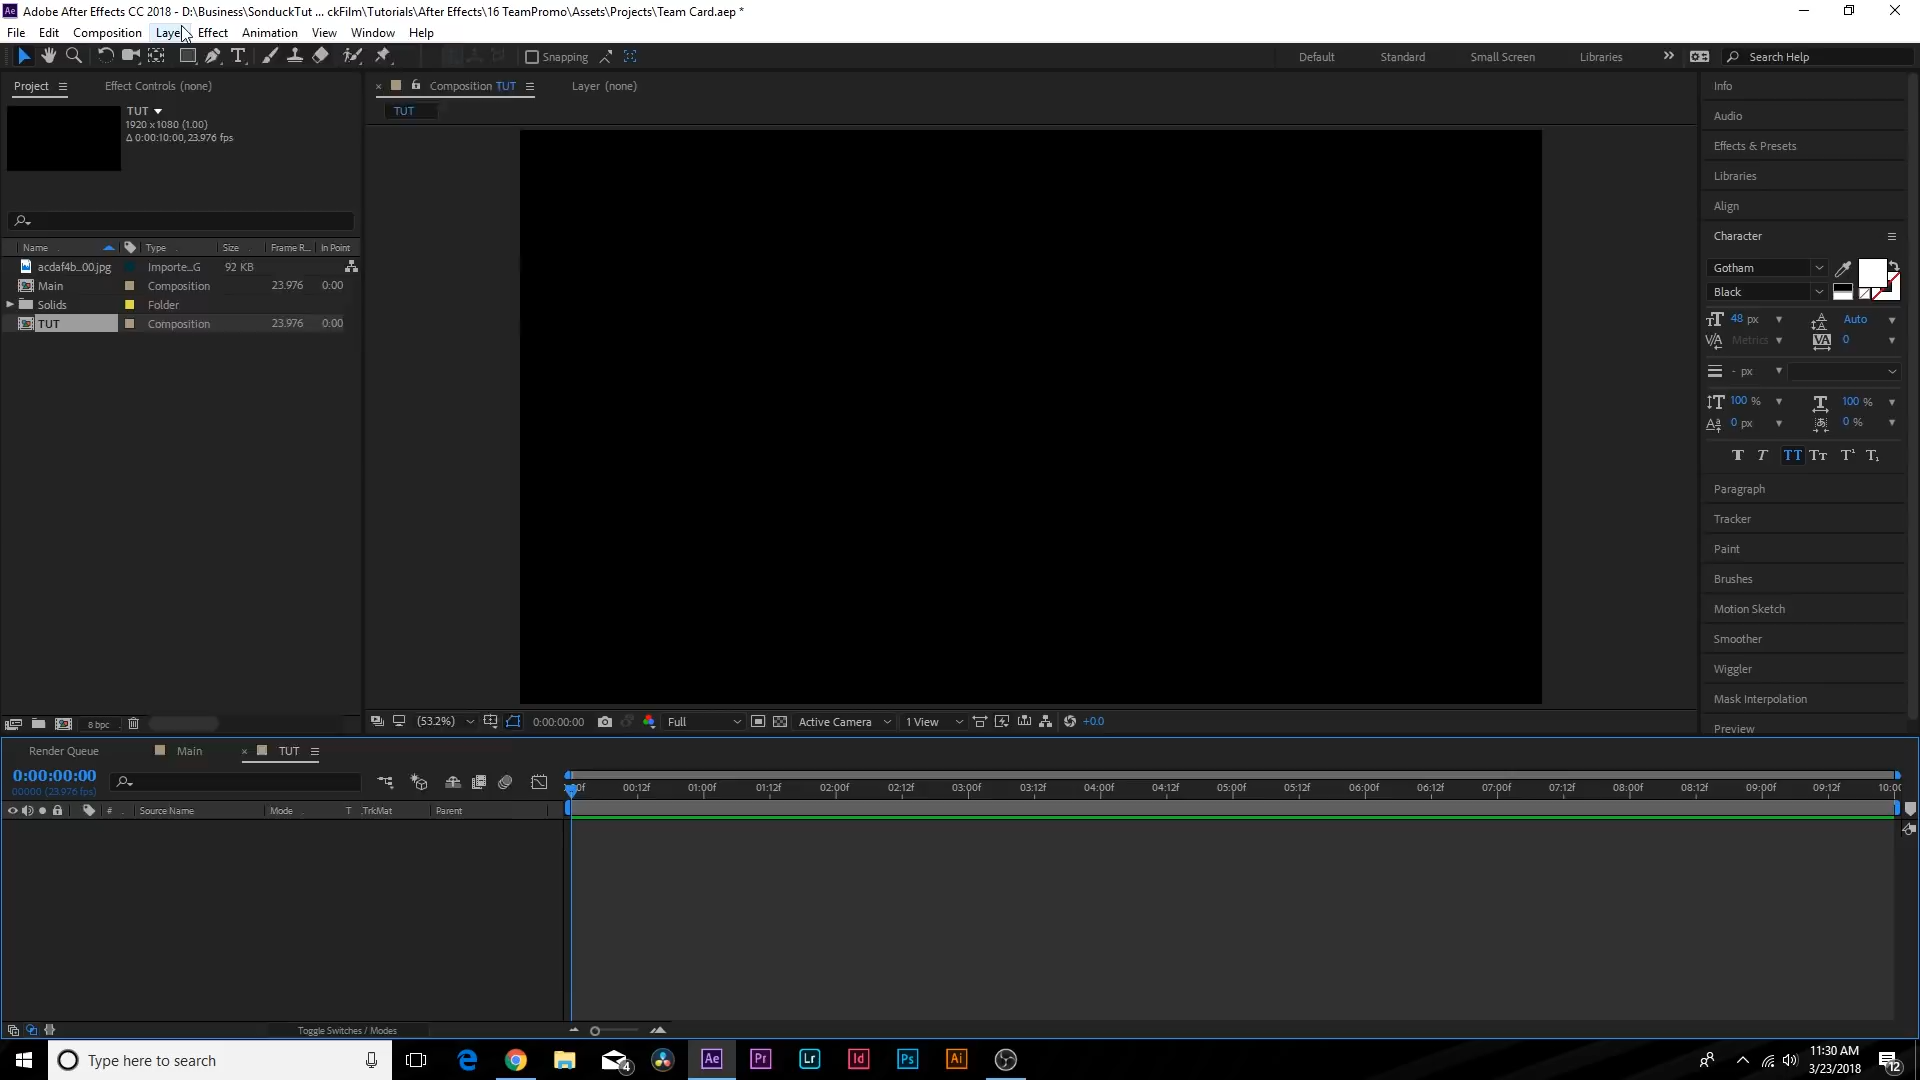 Adobe After Effects CC 2018 - D:\Business\SonduckTut ... ckFilm\Tutorials\After Effects\16 TeamPromo\Assets\Projects\Team Card.aep *
File Edit Composition Layer Effect Animation View Window Help
Snapping Default Standard Small Screen Libraries Search Help
Project Effect Controls (none) Composition TUT Layer (none)
TUT
1920 x 1080 (1.00)
Δ 0:00:10:00, 23.976 fps
TUT
Name Type Size Frame R... In Point
acdaf4b...00.jpg Importe...G 92 KB
Main Composition 23.976 0:00
Solids Folder
TUT Composition 23.976 0:00
8 bpc
(53.2%) 0:00:00:00 Full Active Camera 1 View +0.0
Info
Audio
Effects & Presets
Libraries
Align
Character
Gotham
Black
48 px Auto
Metrics 0
- px
100 % 100 %
0 px 0 %
Paragraph
Tracker
Paint
Brushes
Motion Sketch
Smoother
Wiggler
Mask Interpolation
Preview
Render Queue Main TUT
0:00:00:00
00000 (23.976 fps)
00:12f 01:00f 01:12f 02:00f 02:12f 03:00f 03:12f 04:00f 04:12f 05:00f 05:12f 06:00f 06:12f 07:00f 07:12f 08:00f 08:12f 09:00f 09:12f 10:00
# Source Name Mode T .TrkMat Parent
Toggle Switches / Modes
Type here to search
Ae Pr Lr Id Ps Ai
4
11:30 AM
3/23/2018
12